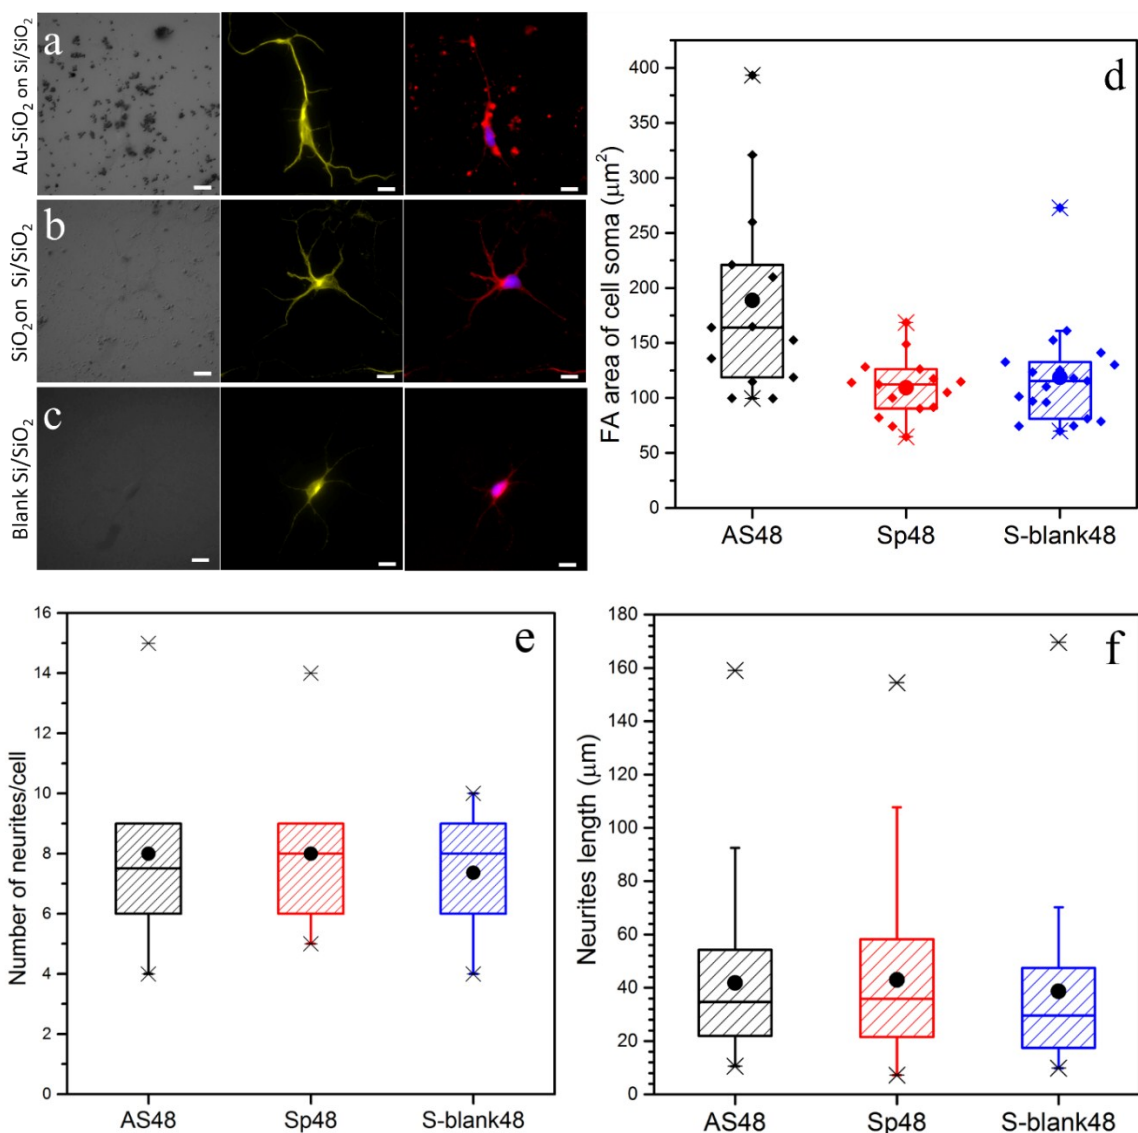 Au-SiO₂ on Si/SiO₂
a
SiO₂on Si/SiO₂
b
Blank Si/SiO₂
c
d
FA area of cell soma (μm²)
400
350
300
250
200
150
100
50
0
AS48
Sp48
S-blank48
e
Number of neurites/cell
16
14
12
10
8
6
4
2
0
AS48
Sp48
S-blank48
f
Neurites length (μm)
180
160
140
120
100
80
60
40
20
0
AS48
Sp48
S-blank48